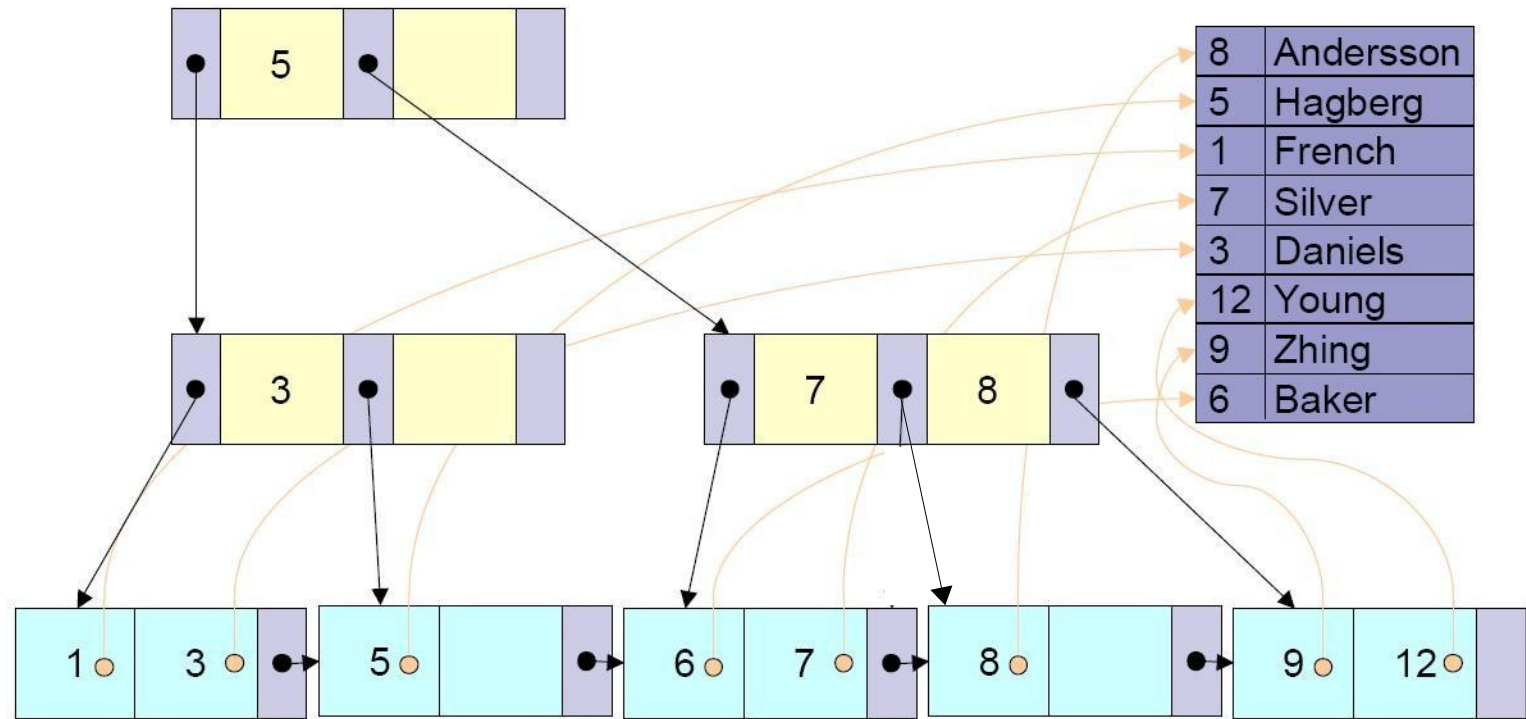 5
8 Andersson
5 Hagberg
1 French
7 Silver
3 Daniels
12 Young
9 Zhing
6 Baker
3 7 8
1 3 5 6 7 8 9 12